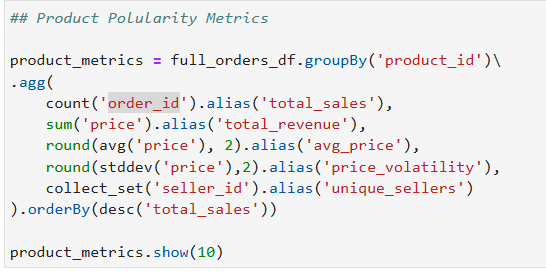 ## Product Polularity Metrics
product_metrics = full_orders_df.groupBy('product_id')\
.agg(
    count('order_id').alias('total_sales'),
    sum('price').alias('total_revenue'),
    round(avg('price'), 2).alias('avg_price'),
    round(stddev('price'),2).alias('price_volatility'),
    collect_set('seller_id').alias('unique_sellers')
).orderBy(desc('total_sales'))
product_metrics.show(10)